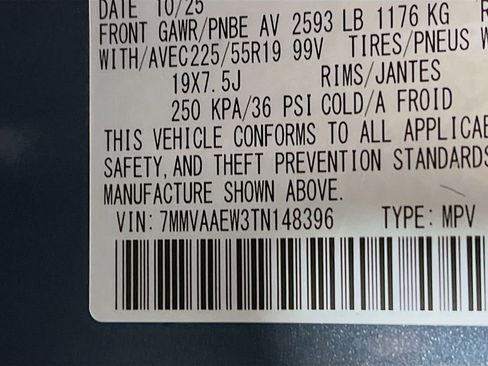 DATE 10/25
FRONT GAWR/PNBE AV 2593 LB 1176 KG
WITH/AVEC225/55R19 99V TIRES/PNEUS W
19X7.5J RIMS/JANTES
250 KPA/36 PSI COLD/A FROID
THIS VEHICLE CONFORMS TO ALL APPLICAB
SAFETY, AND THEFT PREVENTION STANDARDS
MANUFACTURE SHOWN ABOVE.
VIN: 7MMVAAEW3TN148396 TYPE: MPV